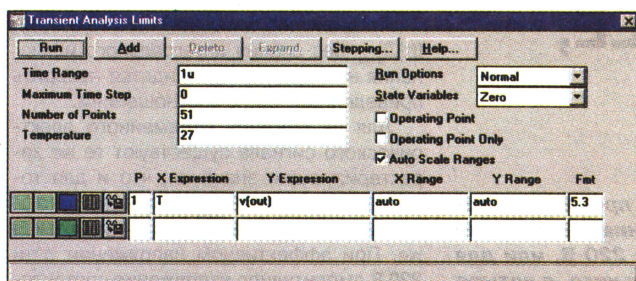 Transient Analysis Limits
Run Add Delete Expand... Stepping... Help...
Time Range 1u Run Options Normal
Maximum Time Step 0 State Variables Zero
Number of Points 51 Operating Point
Temperature 27 Operating Point Only
Auto Scale Ranges
P X Expression Y Expression X Range Y Range Fmt
1 T v(out) auto auto 5.3
220